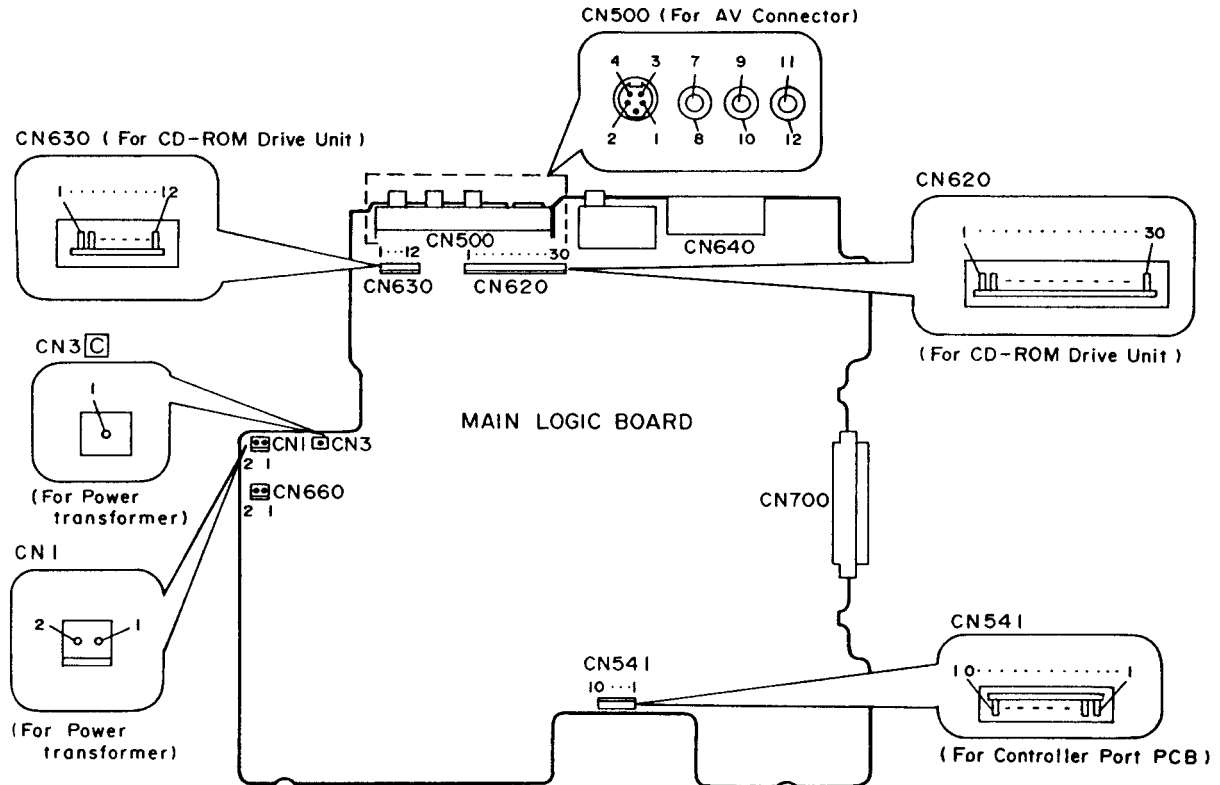 CN500 (For AV Connector)
4 3 7 9 11
2 1 8 10 12
CN630 (For CD-ROM Drive Unit)
1 · · · · · · · · · 12
CN620
1 · · · · · · · · · · · · · · · · · 30
(For CD-ROM Drive Unit)
CN500
CN640
1 ··· 12
1 · · · · · · · · · 30
CN630
CN620
CN3 C
1
(For Power
transformer)
MAIN LOGIC BOARD
CN1
CN3
2 1
CN660
2 1
CN700
CN1
2 1
(For Power
transformer)
CN541
10 ··· 1
CN541
10 · · · · · · · · · · · · · 1
(For Controller Port PCB)